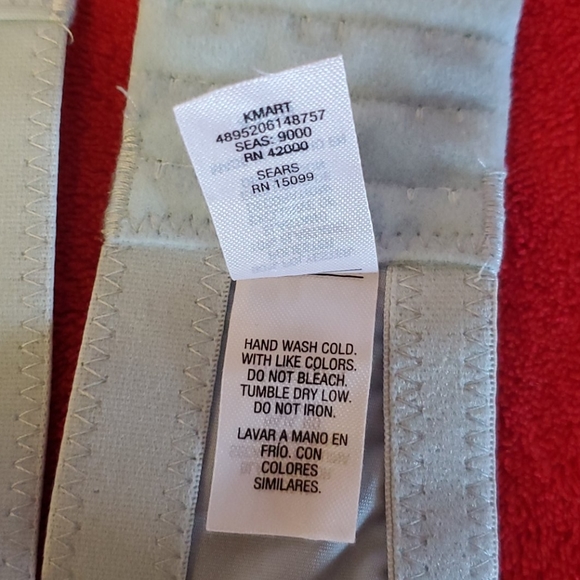 KMART
4895206148757
SEAS: 9000
RN 42000
SEARS
RN 15099
HAND WASH COLD.
WITH LIKE COLORS.
DO NOT BLEACH.
TUMBLE DRY LOW.
DO NOT IRON.
LAVAR A MANO EN
FRÍO. CON
COLORES
SIMILARES.